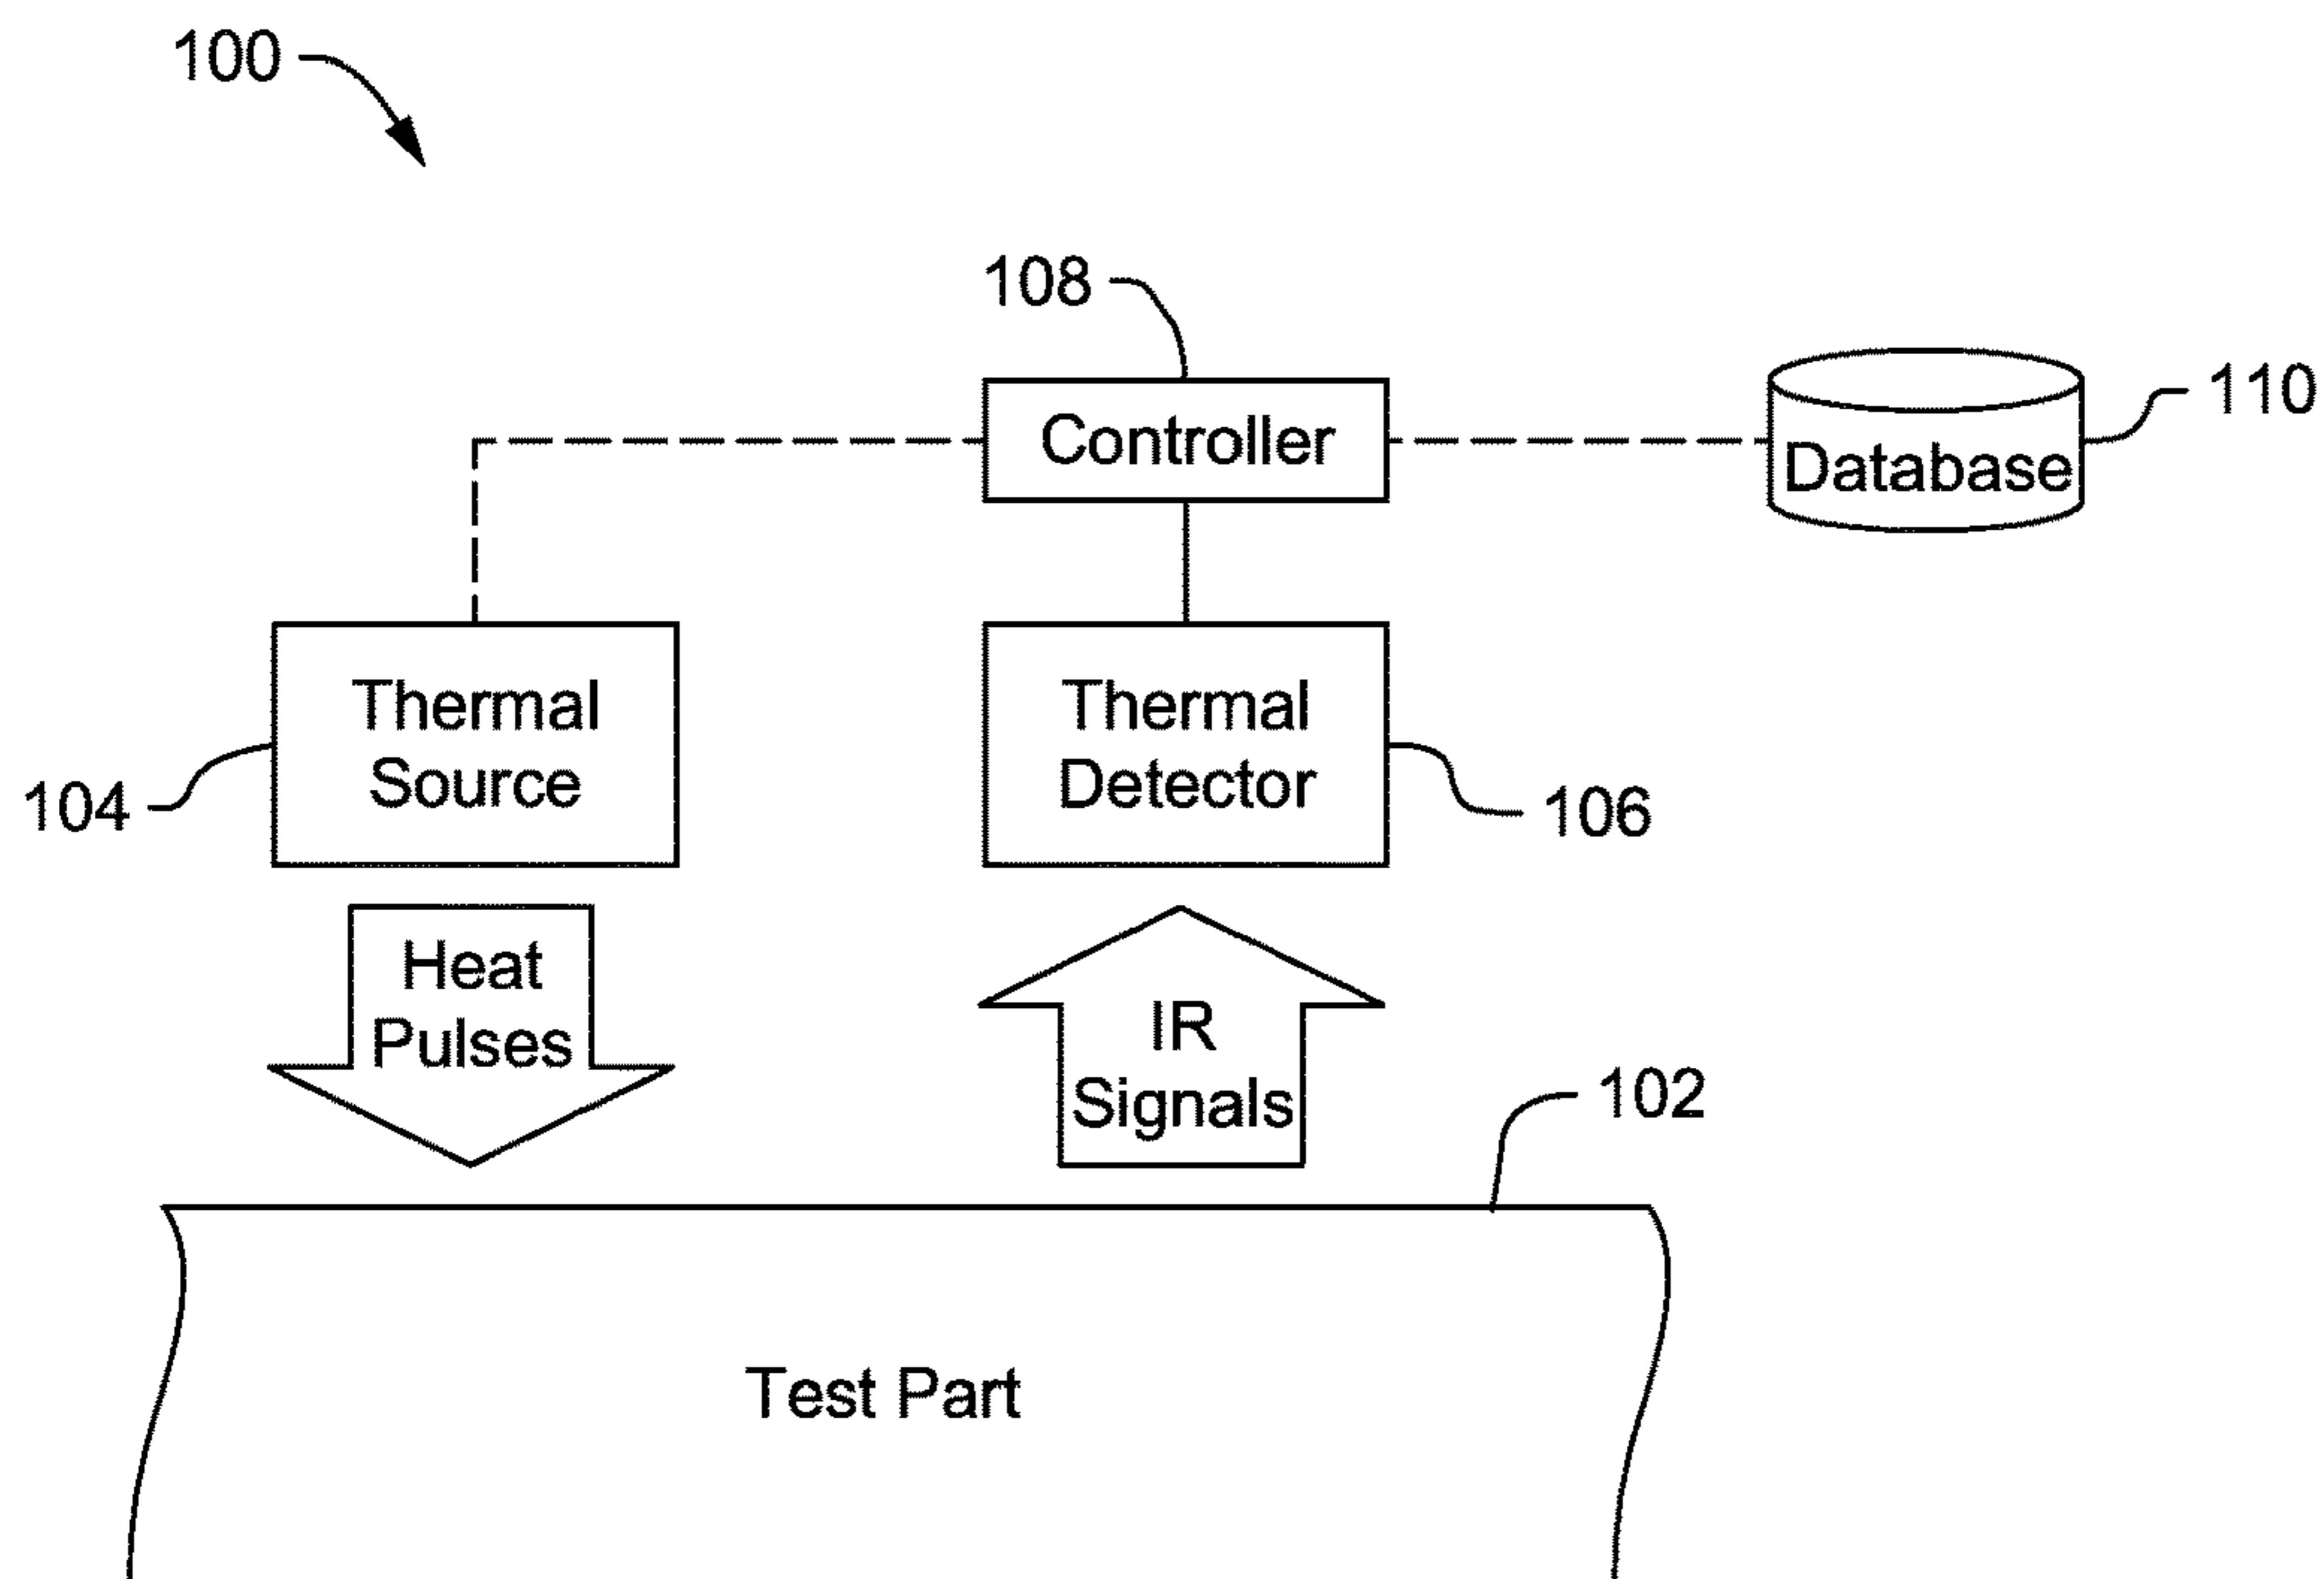 100
108
Controller
110
Database
Thermal
Source
104
Thermal
Detector
106
Heat
Pulses
IR
Signals
102
Test Part